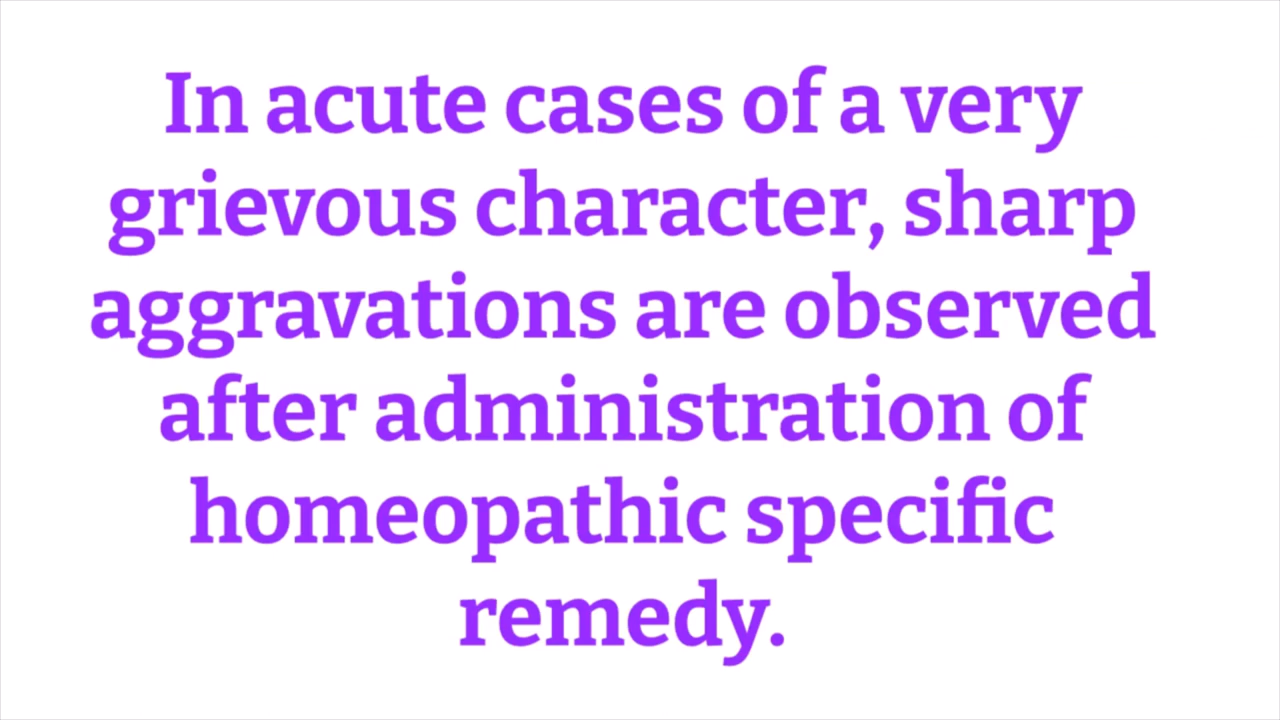 In acute cases of a very
grievous character, sharp
aggravations are observed
after administration of
homeopathic specific
remedy.